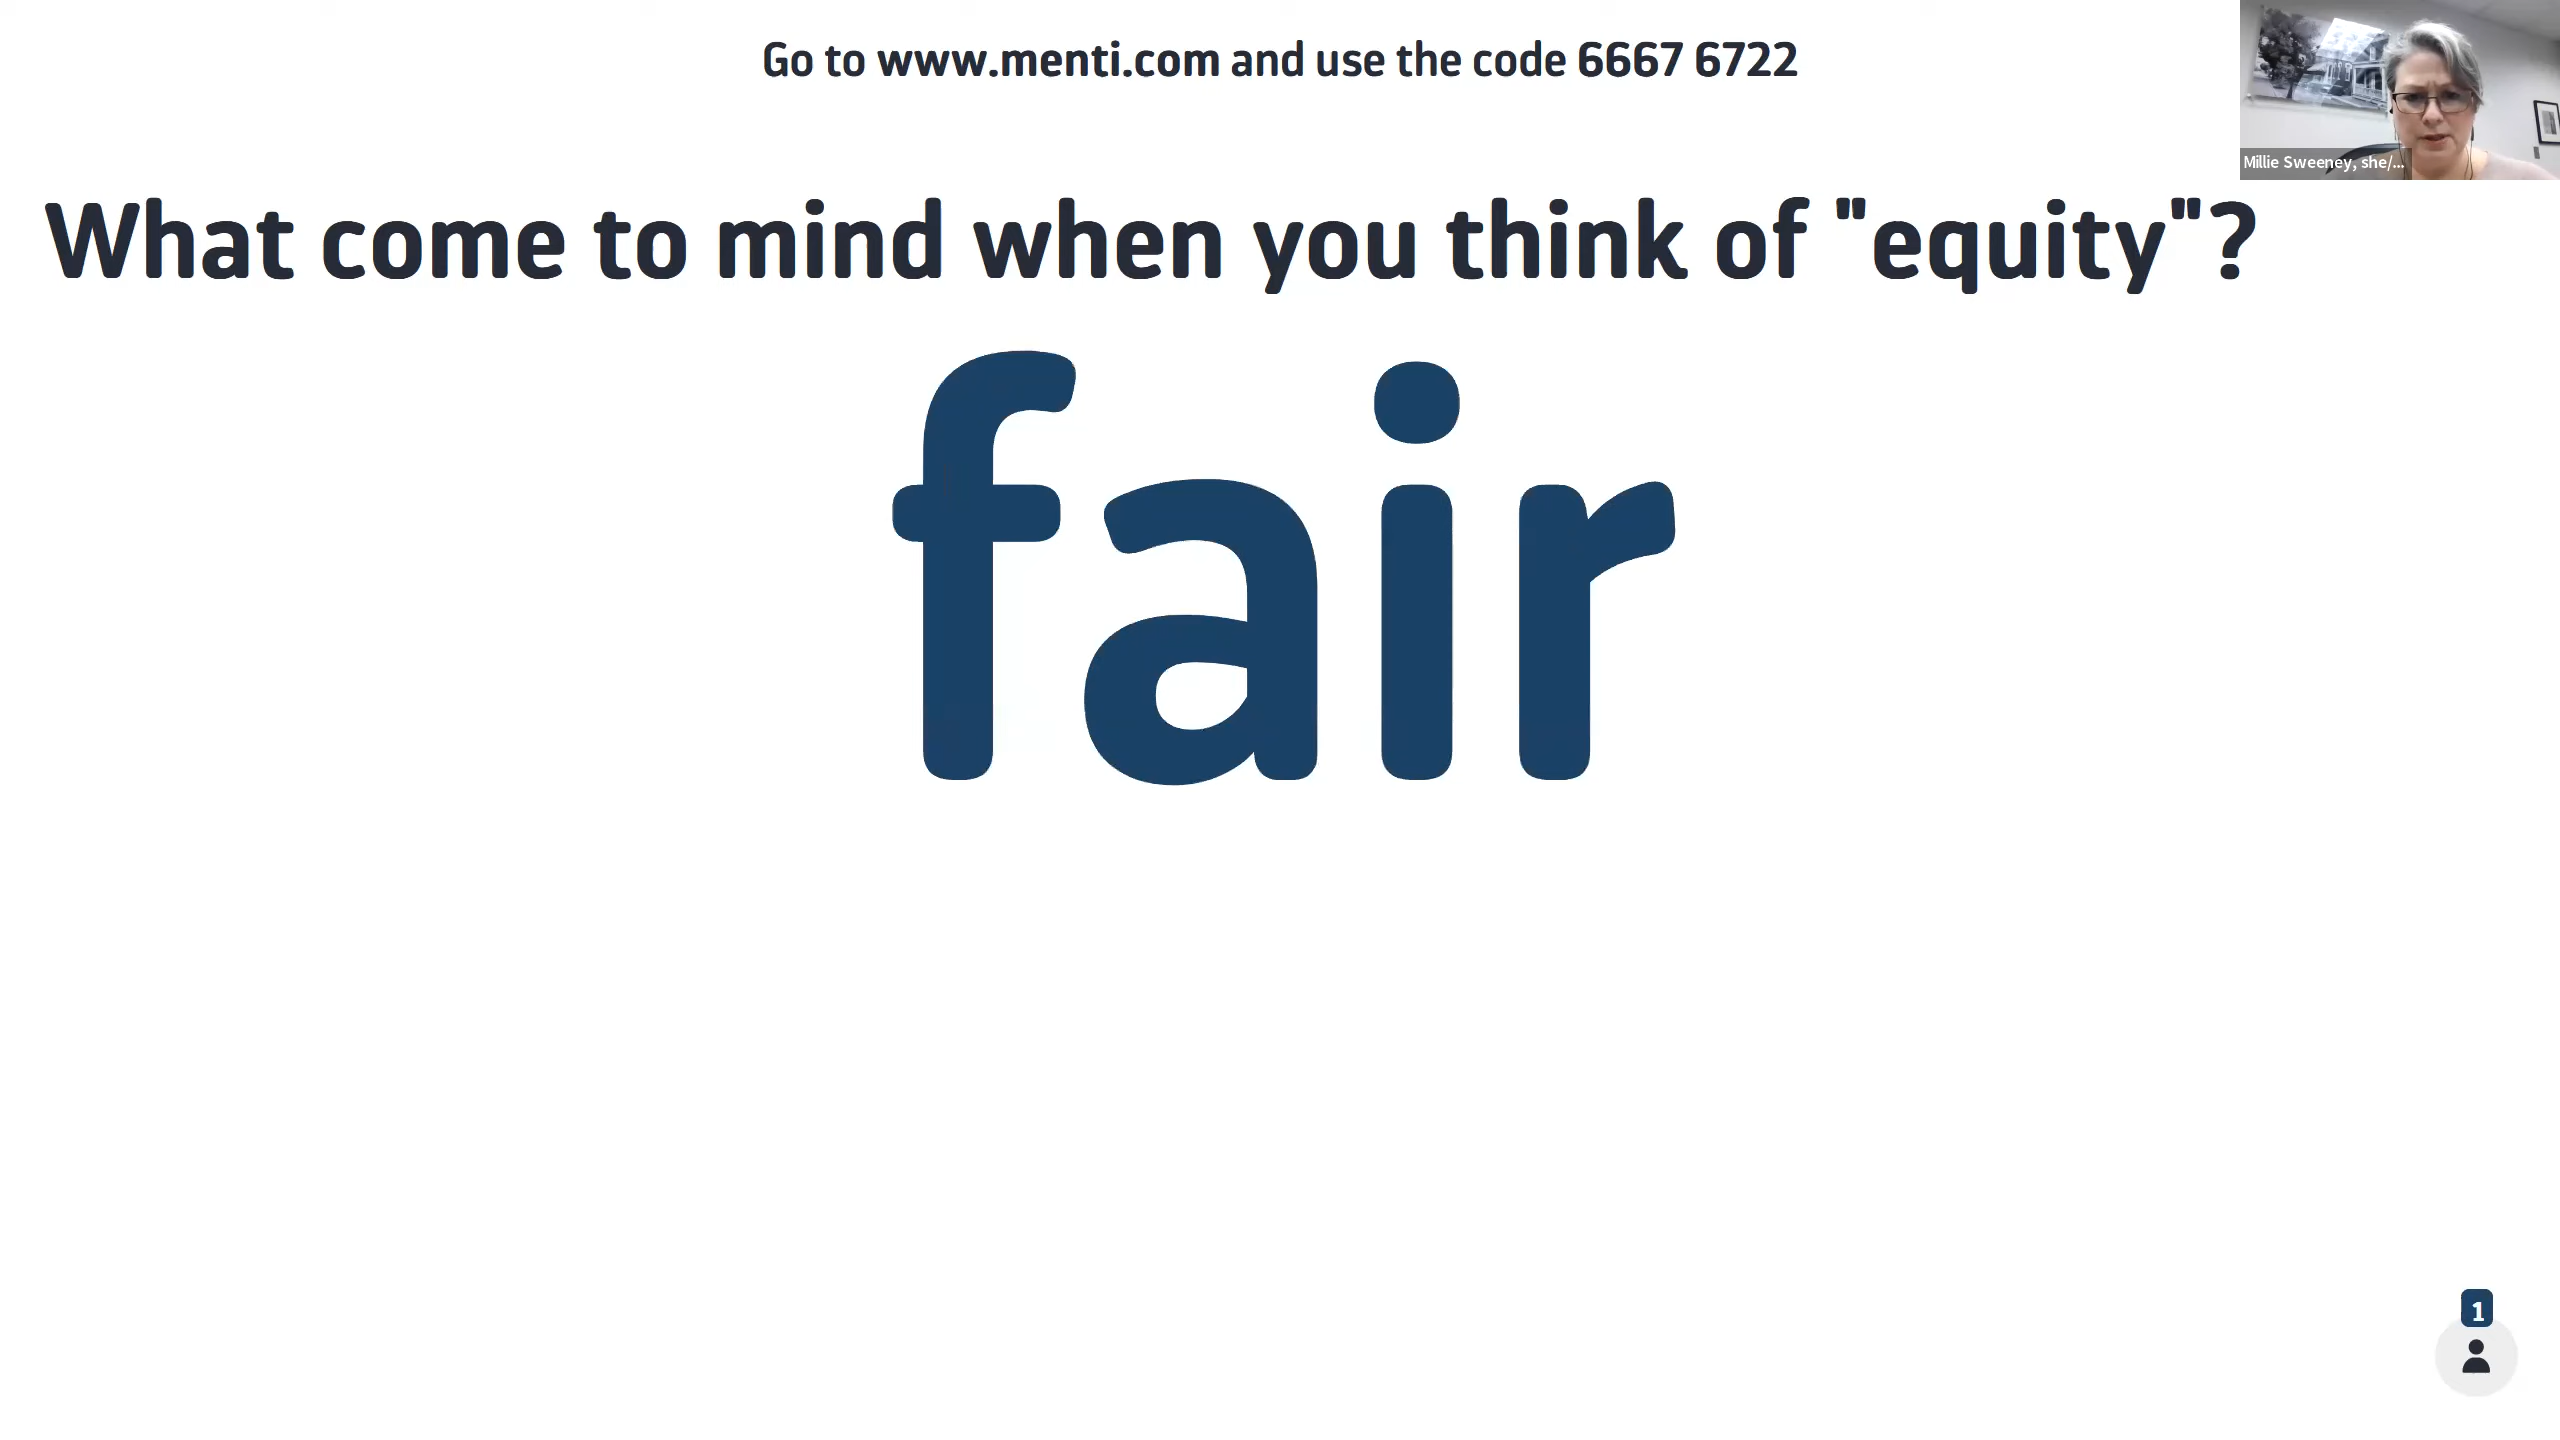 Go to www.menti.com and use the code 6667 6722
Millie Sweeney, she/...
What come to mind when you think of "equity"?
fair
1